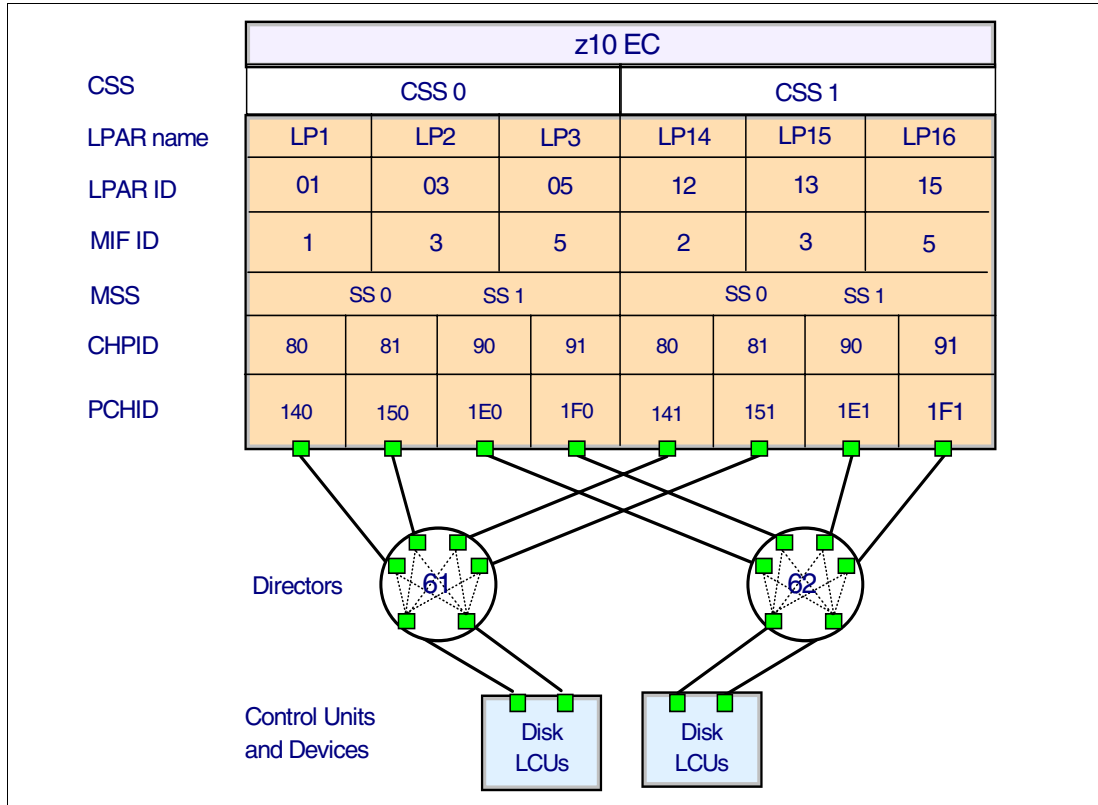 z10 EC
CSS CSS 0 CSS 1
LPAR name LP1 LP2 LP3 LP14 LP15 LP16
LPAR ID 01 03 05 12 13 15
MIF ID 1 3 5 2 3 5
MSS SS 0 SS 1 SS 0 SS 1
CHPID 80 81 90 91 80 81 90 91
PCHID 140 150 1E0 1F0 141 151 1E1 1F1
Directors 61 62
Control Units
and Devices
Disk
LCUs
Disk
LCUs